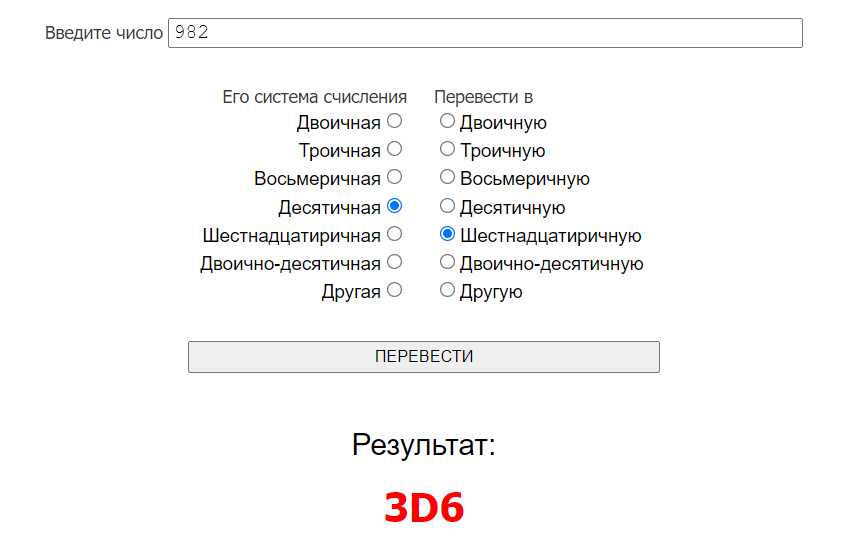 Введите число 982
Его система счисления Перевести в
Двоичная Двоичную
Троичная Троичную
Восьмеричная Восьмеричную
Десятичная Десятичную
Шестнадцатиричная Шестнадцатиричную
Двоично-десятичная Двоично-десятичную
Другая Другую
ПЕРЕВЕСТИ
Результат:
3D6